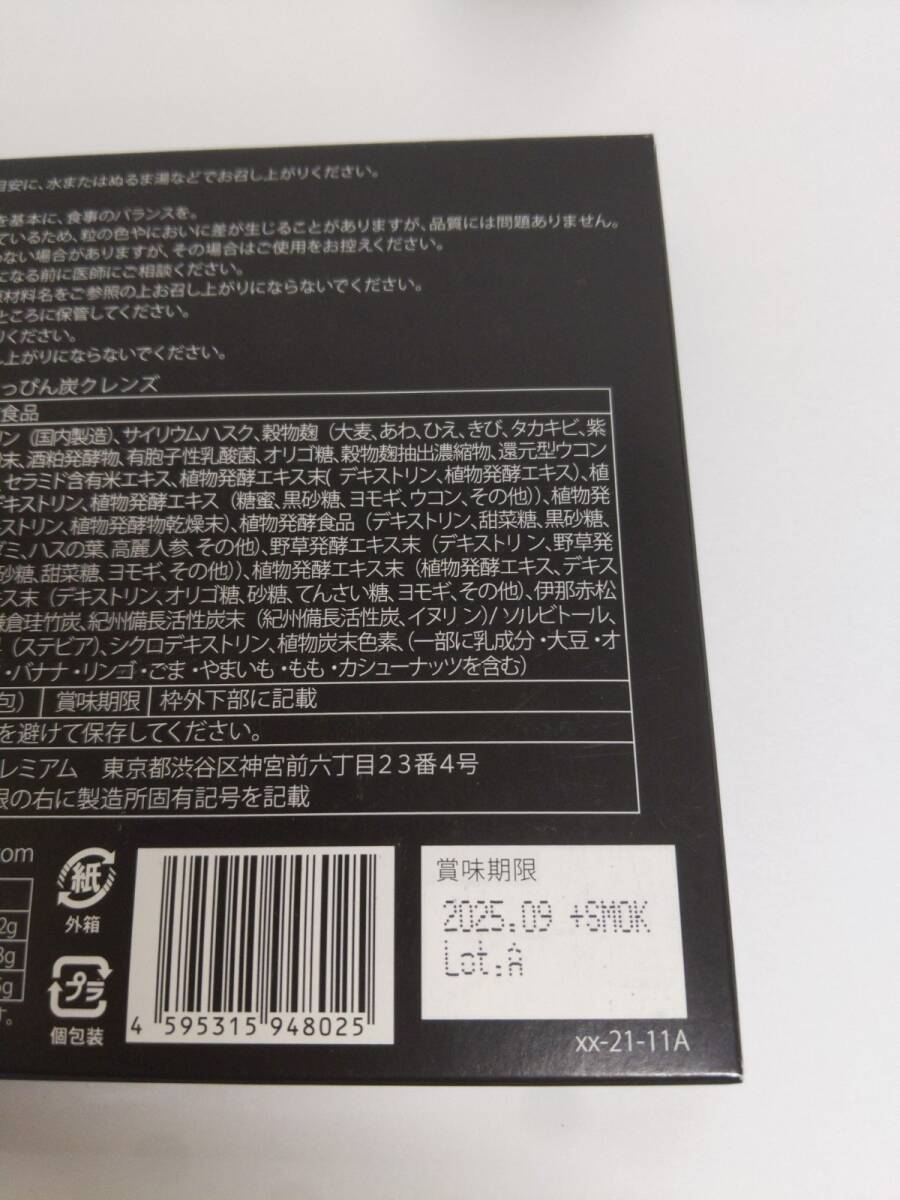 目安に、水またはぬるま湯などでお召し上がりください。
を基本に、食事のバランスを。
ているため、粒の色やにおいに差が生じることがありますが、品質には問題ありません。
わない場合がありますが、その場合はご使用をお控えください。
になる前に医師にご相談ください。
原材料名をご参照の上お召し上がりにならないでください。
ところに保管してください。
りください。
し上がりにならないでください。
っぴん炭クレンズ
食品
リン（国内製造）、サイリウムハスク、穀物麹（大麦、あわ、ひえ、きび、タカキビ、紫
末、酒粕発酵物、有胞子性乳酸菌、オリゴ糖、穀物麹抽出濃縮物、還元型ウコン
、セラミド含有米エキス、植物発酵エキス末（デキストリン、植物発酵エキス）、植
デキストリン、植物発酵エキス（糖蜜、黒砂糖、ヨモギ、ウコン、その他））、植物発
キストリン、植物発酵物乾燥末）、植物発酵食品（デキストリン、甜菜糖、黒砂糖、
ダミ、ハスの葉、高麗人参、その他）、野草発酵エキス末（デキストリン、野草発
砂糖、甜菜糖、ヨモギ、その他））、植物発酵エキス末（植物発酵エキス、デキス
キス末（デキストリン、オリゴ糖、砂糖、てんさい糖、ヨモギ、その他）、伊那赤松
鎌倉珪竹炭、紀州備長活性炭末（紀州備長活性炭、イヌリン）/ソルビトール、
（ステビア）、シクロデキストリン、植物炭末色素、（一部に乳成分・大豆・オ
・バナナ・リンゴ・ごま・やまいも・もも・カシューナッツを含む）
包） 賞味期限 枠外下部に記載
を避けて保存してください。
レミアム 東京都渋谷区神宮前六丁目23番4号
限の右に製造所固有記号を記載
com
紙
外箱
2g
3g
5g
す。
プラ
個包装
4 595315 948025
賞味期限
2025.09 +SMOK
Lot.A
xx-21-11A